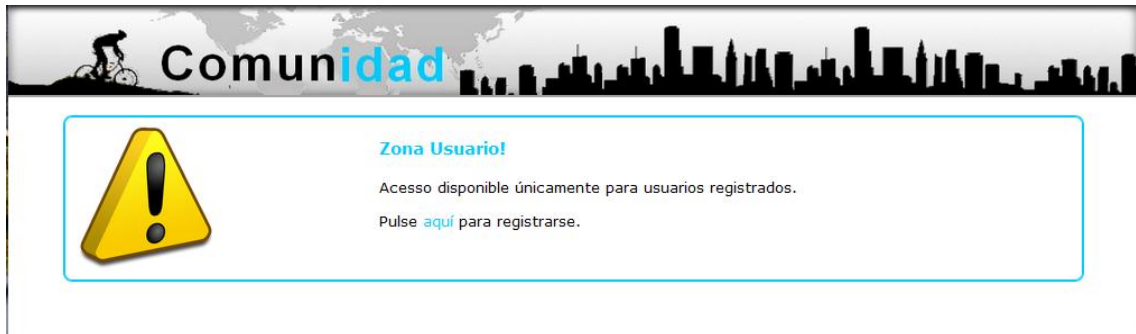 Comunidad
Zona Usuario!
Acesso disponible únicamente para usuarios registrados.
Pulse aquí para registrarse.